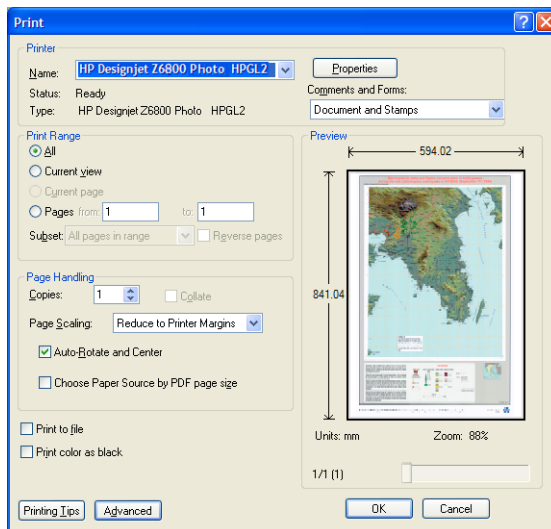 Print
Printer
Name: HP Designjet Z6800 Photo HPGL2
Properties
Status: Ready
Comments and Forms:
Type: HP Designjet Z6800 Photo HPGL2
Document and Stamps
Print Range
All
Current view
Current page
Pages from: 1 to: 1
Subset: All pages in range
Reverse pages
Preview
594.02
841.04
Page Handling
Copies: 1
Collate
Page Scaling: Reduce to Printer Margins
Auto-Rotate and Center
Choose Paper Source by PDF page size
Print to file
Print color as black
Units: mm
Zoom: 88%
1/1 (1)
Printing Tips
Advanced
OK
Cancel